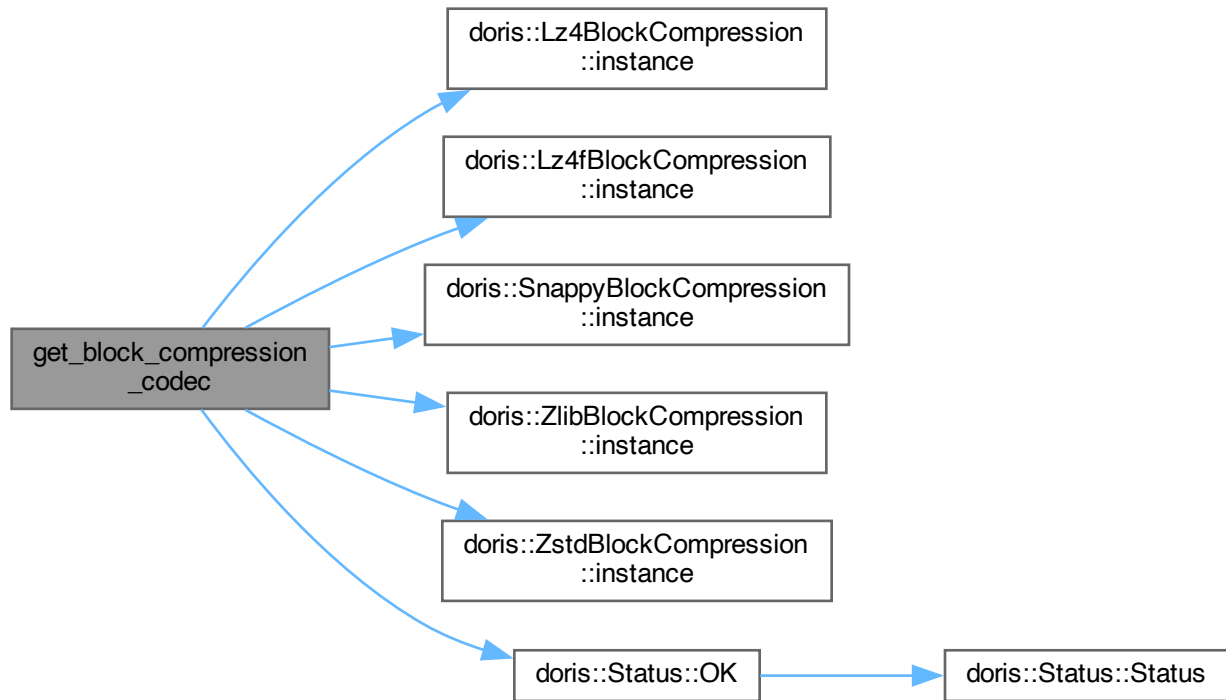 doris::Lz4BlockCompression
::instance
doris::Lz4fBlockCompression
::instance
doris::SnappyBlockCompression
::instance
get_block_compression
_codec
doris::ZlibBlockCompression
::instance
doris::ZstdBlockCompression
::instance
doris::Status::OK
doris::Status::Status